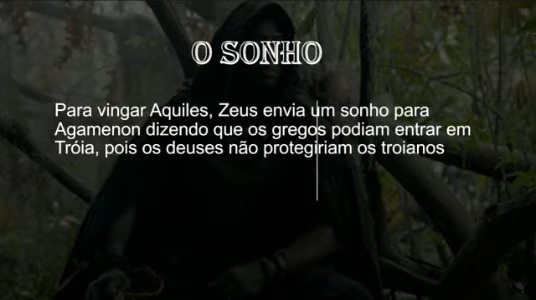 O SONHO
Para vingar Aquiles, Zeus envia um sonho para
Agamenon dizendo que os gregos podiam entrar em
Tróia, pois os deuses não protegiriam os troianos